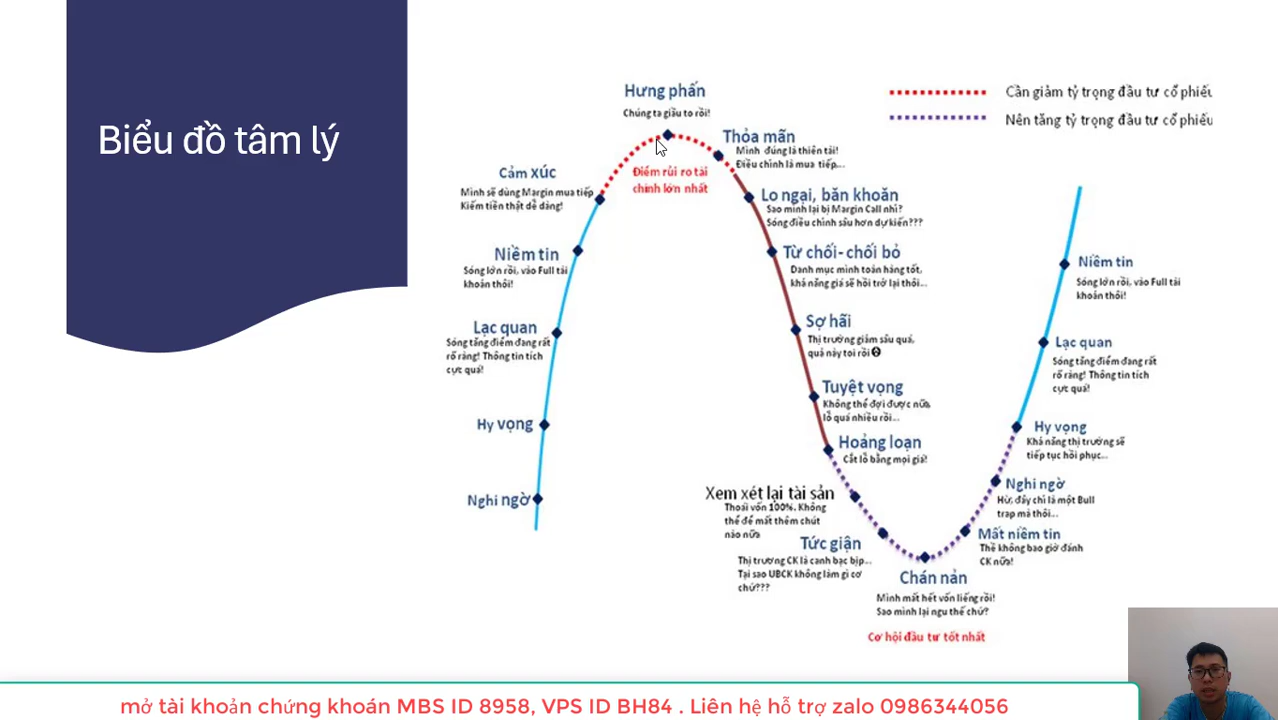 Biểu đồ tâm lý
Cần giảm tỷ trọng đầu tư cổ phiếu
Nên tăng tỷ trọng đầu tư cổ phiếu
Hưng phấn
Chúng ta giầu to rồi!
Điểm rủi ro tài
chính lớn nhất
Cảm xúc
Mình sẽ dùng Margin mua tiếp
Kiếm tiền thật dễ dàng!
Niềm tin
Sóng lớn rồi, vào Full tài
khoản thôi!
Lạc quan
Sóng tăng điểm đang rất
rõ ràng! Thông tin tích
cực quá!
Hy vọng
Nghi ngờ
Thỏa mãn
Mình đúng là thiên tài!
Điều chỉnh là mua tiếp...
Lo ngại, băn khoăn
Sao mình lại bị Margin Call nhỉ?
Sóng điều chỉnh sâu hơn dự kiến???
Từ chối- chối bỏ
Danh mục mình toàn hàng tốt,
khả năng giá sẽ hồi trở lại thôi...
Sợ hãi
Thị trường giảm sâu quá,
quả này toi rồi
Tuyệt vọng
Không thể đợi được nữa,
lỗ quá nhiều rồi...
Hoảng loạn
Cắt lỗ bằng mọi giá!
Xem xét lại tài sản
Thoái vốn 100%. Không
thể để mất thêm chút
nào nữa
Tức giận
Thị trường CK là canh bạc bịp...
Tại sao UBCK không làm gì cơ
chứ???
Chán nản
Mình mất hết vốn liếng rồi!
Sao mình lại ngu thế chứ?
Cơ hội đầu tư tốt nhất
Mất niềm tin
Thề không bao giờ đánh
CK nữa!
Nghi ngờ
Hừ, đây chỉ là một Bull
trap mà thôi...
Hy vọng
Khả năng thị trường sẽ
tiếp tục hồi phục...
Lạc quan
Sóng tăng điểm đang rất
rõ ràng! Thông tin tích
cực quá!
Niềm tin
Sóng lớn rồi, vào Full tài
khoản thôi!
mở tài khoản chứng khoán MBS ID 8958, VPS ID BH84 . Liên hệ hỗ trợ zalo 0986344056